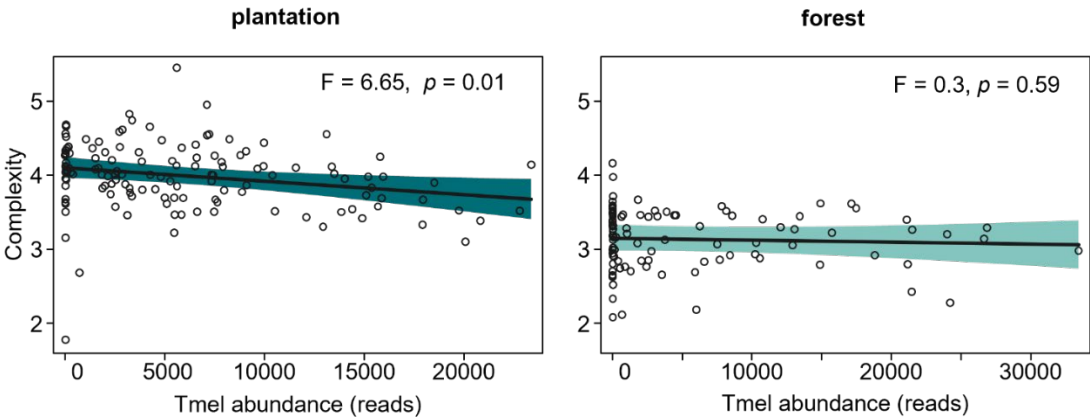 plantation
F = 6.65, p = 0.01
Complexity
5
4
3
2
0 5000 10000 15000 20000
Tmel abundance (reads)
forest
F = 0.3, p = 0.59
5
4
3
2
0 10000 20000 30000
Tmel abundance (reads)